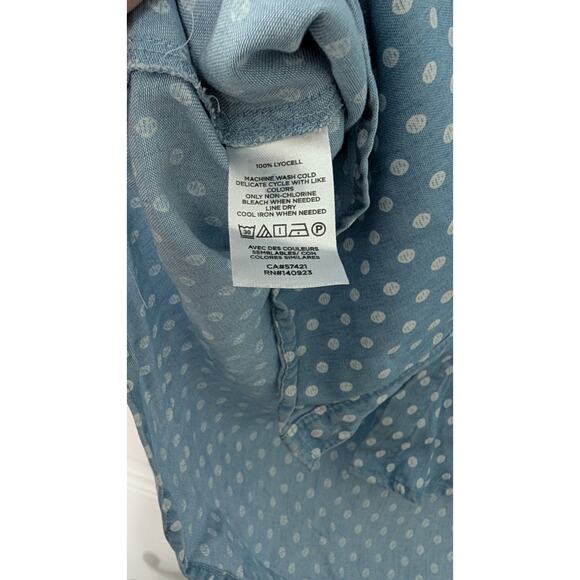 100% LYOCELL
MACHINE WASH COLD
DELICATE CYCLE WITH LIKE
COLORS
ONLY NON-CHLORINE
BLEACH WHEN NEEDED
LINE DRY
COOL IRON WHEN NEEDED
30 P
AVEC DES COULEURS
SEMBLABLES/ CON
COLORES SIMILARES
CA#57421
RN#140923